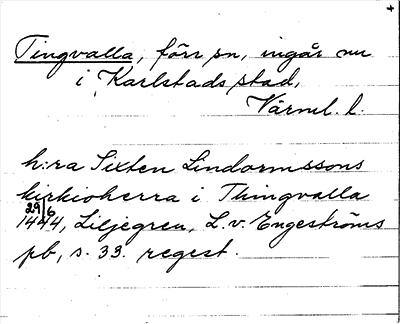 Tingvalla, förr sn, ingår nu
i Karlstads stad,
Värml. l.
h:ra Sixten Lindormssons
kirkioherra i Thingvalla
29/6
1444, Liljegren, L. v. Engeströms
pb, s. 33. regest.